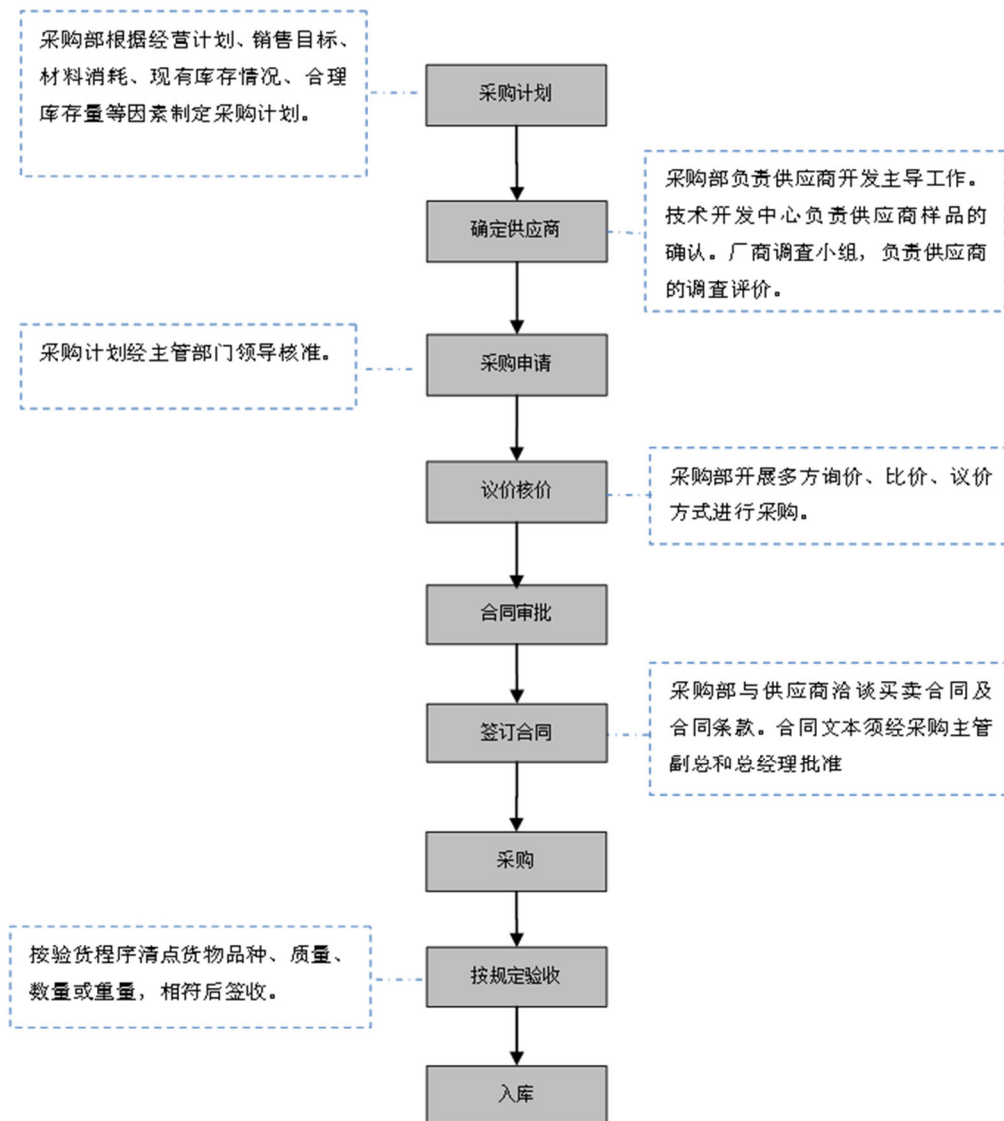 采购部根据经营计划、销售目标、
材料消耗、现有库存情况、合理
库存量等因素制定采购计划。
采购计划
采购部负责供应商开发主导工作。
技术开发中心负责供应商样品的
确认。厂商调查小组，负责供应商
的调查评价。
确定供应商
采购计划经主管部门领导核准。
采购申请
议价核价
采购部开展多方询价、比价、议价
方式进行采购。
合同审批
签订合同
采购部与供应商洽谈买卖合同及
合同条款。合同文本须经采购主管
副总和总经理批准
采购
按验货程序清点货物品种、质量、
数量或重量，相符后签收。
按规定验收
入库